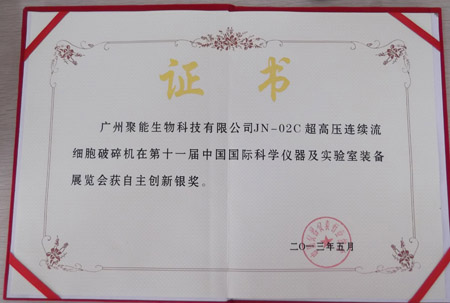 证书
广州聚能生物科技有限公司JN-02C 超高压连续流
细胞破碎机在第十一届中国国际科学仪器及实验室装备
展览会获自主创新银奖。
二〇一三年五月